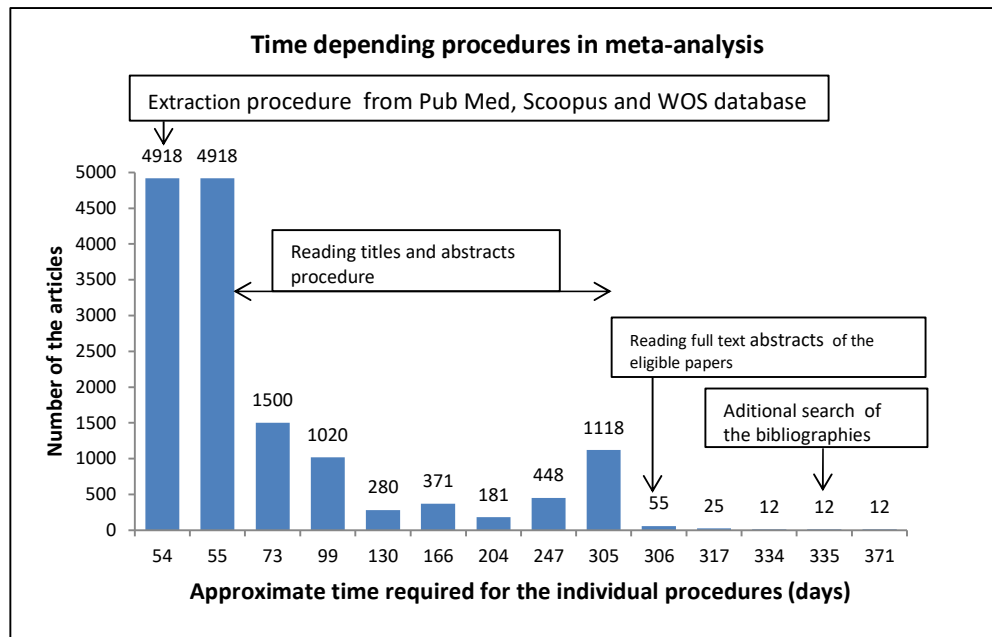 Time depending procedures in meta-analysis
Extraction procedure from Pub Med, Scoopus and WOS database
4918 4918
5000
4500
4000
3500
3000
2500
2000
1500
1000
500
0
Number of the articles
Reading titles and abstracts
procedure
Reading full text abstracts of the
eligible papers
Aditional search of
the bibliographies
1500 1020 280 371 181 448 1118 55 25 12 12 12
54 55 73 99 130 166 204 247 305 306 317 334 335 371
Approximate time required for the individual procedures (days)